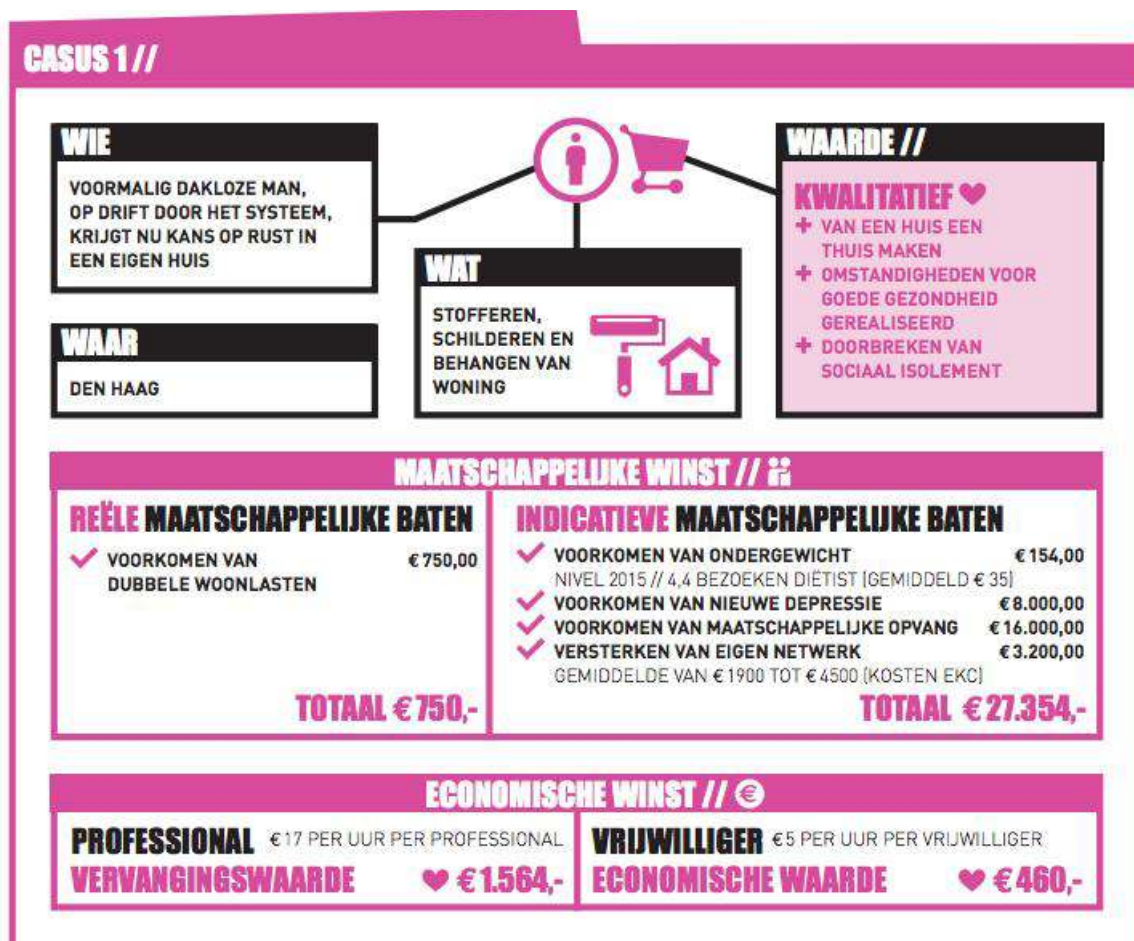 CASUS 1 //
WIE
VOORMALIG DAKLOZE MAN,
OP DRIFT DOOR HET SYSTEEM,
KRIJGT NU KANS OP RUST IN
EEN EIGEN HUIS
WAAR
DEN HAAG
WAT
STOFFEREN,
SCHILDEREN EN
BEHANGEN VAN
WONING
WAARDE //
KWALITATIEF
+ VAN EEN HUIS EEN
THUIS MAKEN
+ OMSTANDIGHEDEN VOOR
GOEDE GEZONDHEID
GEREALISEERD
+ DOORBREKEN VAN
SOCIAAL ISOLEMENT
MAATSCHAPPELIJKE WINST //
REËLE MAATSCHAPPELIJKE BATEN
VOORKOMEN VAN € 750,00
DUBBELE WOONLASTEN
TOTAAL € 750,-
INDICATIEVE MAATSCHAPPELIJKE BATEN
VOORKOMEN VAN ONDERGEWICHT € 154,00
NIVEL 2015 // 4,4 BEZOEKEN DIËTIST (GEMIDDELD € 35)
VOORKOMEN VAN NIEUWE DEPRESSIE € 8.000,00
VOORKOMEN VAN MAATSCHAPPELIJKE OPVANG € 16.000,00
VERSTERKEN VAN EIGEN NETWERK € 3.200,00
GEMIDDELDE VAN € 1900 TOT € 4500 (KOSTEN EKC)
TOTAAL € 27.354,-
ECONOMISCHE WINST // €
PROFESSIONAL € 17 PER UUR PER PROFESSIONAL
VERVANGINGSWAARDE € 1.564,-
VRIJWILLIGER € 5 PER UUR PER VRIJWILLIGER
ECONOMISCHE WAARDE € 460,-